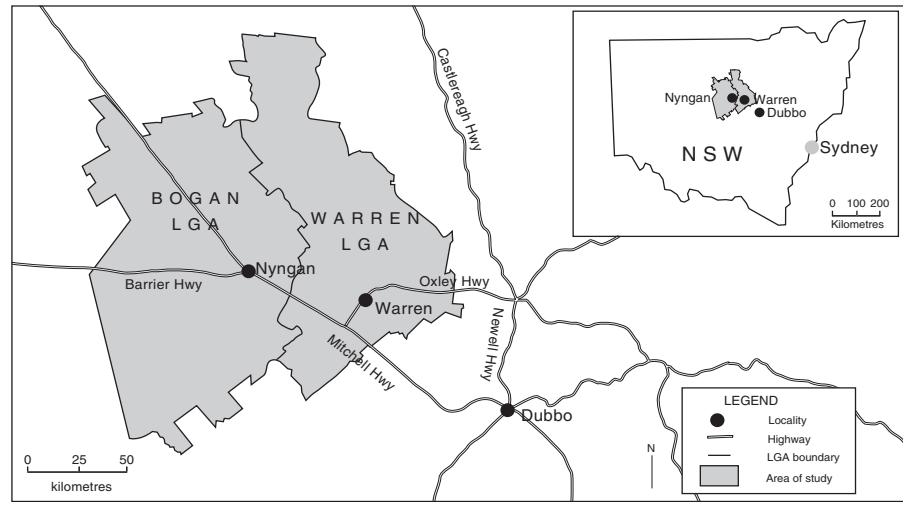 Castlereagh Hwy
BOGAN
LGA
WARREN
LGA
Nyngan
Barrier Hwy
Oxley Hwy
Warren
Newell Hwy
Mitchell Hwy
Dubbo
0 25 50
kilometres
N
Nyngan
Warren
Dubbo
NSW
Sydney
0 100 200
Kilometres
LEGEND
Locality
Highway
LGA boundary
Area of study